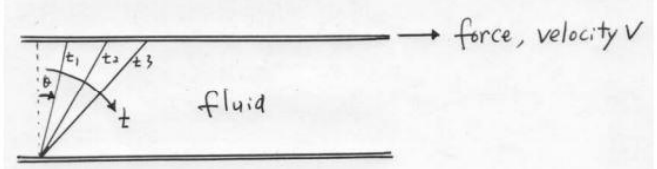 force, velocity V
t1 t2 t3
θ
t
fluid